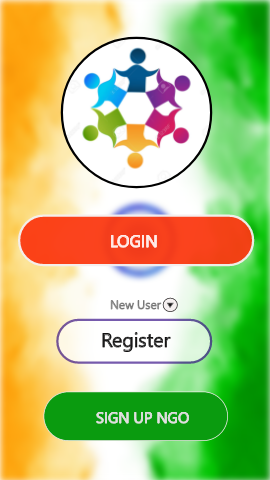 LOGIN
New User
Register
SIGN UP NGO